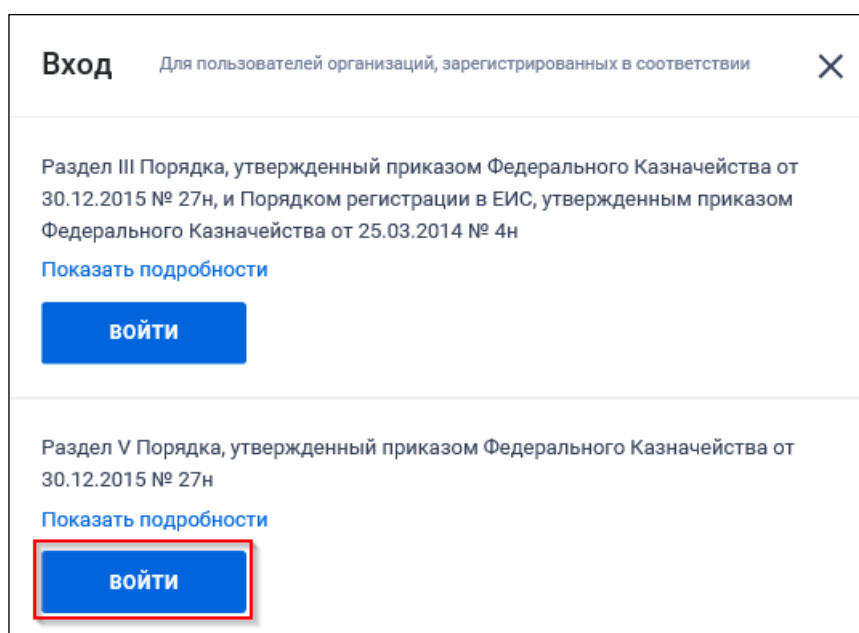 Вход Для пользователей организаций, зарегистрированных в соответствии
Раздел III Порядка, утвержденный приказом Федерального Казначейства от
30.12.2015 № 27н, и Порядком регистрации в ЕИС, утвержденным приказом
Федерального Казначейства от 25.03.2014 № 4н
Показать подробности
ВОЙТИ
Раздел V Порядка, утвержденный приказом Федерального Казначейства от
30.12.2015 № 27н
Показать подробности
ВОЙТИ